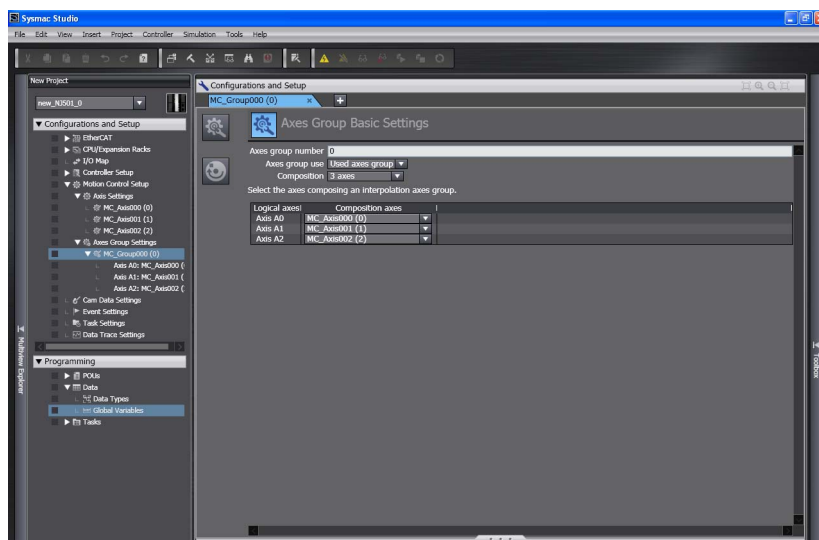 Sysmac Studio
File Edit View Insert Project Controller Simulation Tools Help
New Project
new_NJ501_0
Configurations and Setup
EtherCAT
CPU/Expansion Racks
I/O Map
Controller Setup
Motion Control Setup
Axis Settings
MC_Axis000 (0)
MC_Axis001 (1)
MC_Axis002 (2)
Axes Group Settings
MC_Group000 (0)
Axis A0: MC_Axis000 (
Axis A1: MC_Axis001 (
Axis A2: MC_Axis002 (
Cam Data Settings
Event Settings
Task Settings
Data Trace Settings
Programming
POUs
Data
Data Types
Global Variables
Tasks
Multiview Explorer
Configurations and Setup
MC_Group000 (0)
Axes Group Basic Settings
Axes group number 0
Axes group use Used axes group
Composition 3 axes
Select the axes composing an interpolation axes group.
Logical axes Composition axes
Axis A0 MC_Axis000 (0)
Axis A1 MC_Axis001 (1)
Axis A2 MC_Axis002 (2)
Toolbox